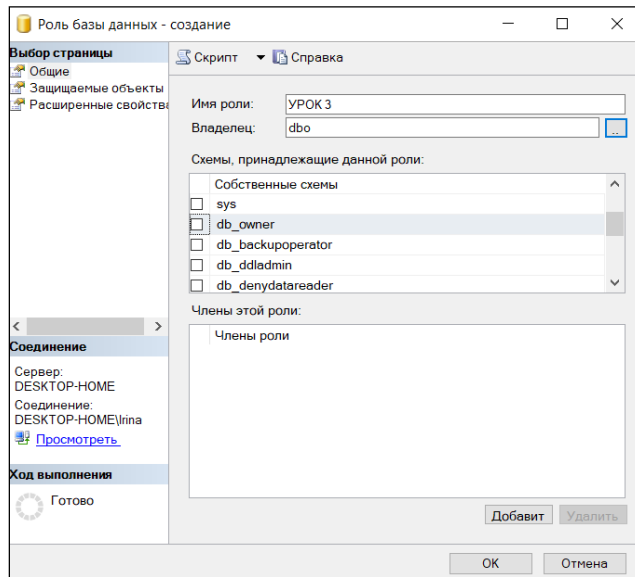 Роль базы данных - создание
Выбор страницы
Общие
Защищаемые объекты
Расширенные свойства
Скрипт
Справка
Имя роли:
УРОК 3
Владелец:
dbo
..
Схемы, принадлежащие данной роли:
Собственные схемы
sys
db_owner
db_backupoperator
db_ddladmin
db_denydatareader
Члены этой роли:
Члены роли
Соединение
Сервер:
DESKTOP-HOME
Соединение:
DESKTOP-HOME\Irina
Просмотреть
Ход выполнения
Готово
Добавит
Удалить
OK
Отмена